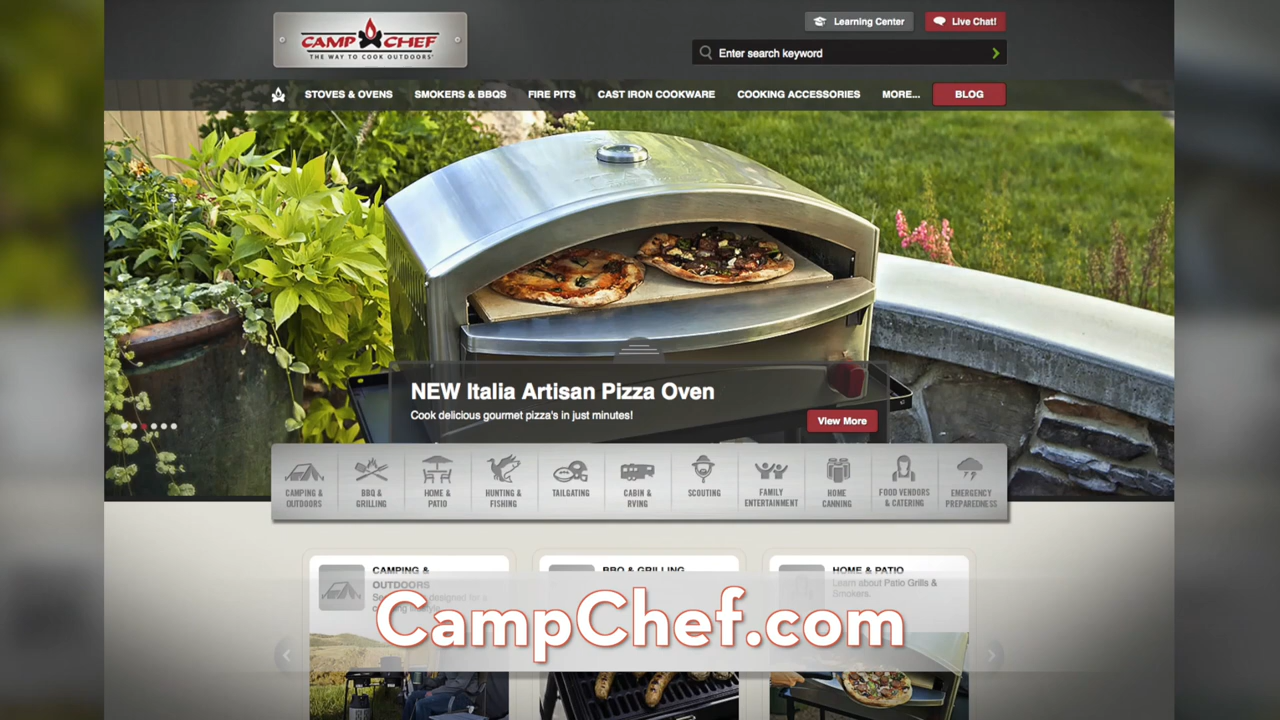 Learning Center
Live Chat!
CAMP CHEF
THE WAY TO COOK OUTDOORS
Enter search keyword
STOVES & OVENS SMOKERS & BBQS FIRE PITS CAST IRON COOKWARE COOKING ACCESSORIES MORE... BLOG
NEW Italia Artisan Pizza Oven
Cook delicious gourmet pizza's in just minutes!
View More
CAMPING &
OUTDOORS
BBQ &
GRILLING
HOME &
PATIO
HUNTING &
FISHING
TAILGATING
CABIN &
RVING
SCOUTING
FAMILY
ENTERTAINMENT
HOME
CANNING
FOOD VENDORS
& CATERING
EMERGENCY
PREPAREDNESS
CAMPING &
OUTDOORS
designed for a
BBQ & GRILLING
HOME & PATIO
Learn about Patio Grills &
Smokers.
CampChef.com